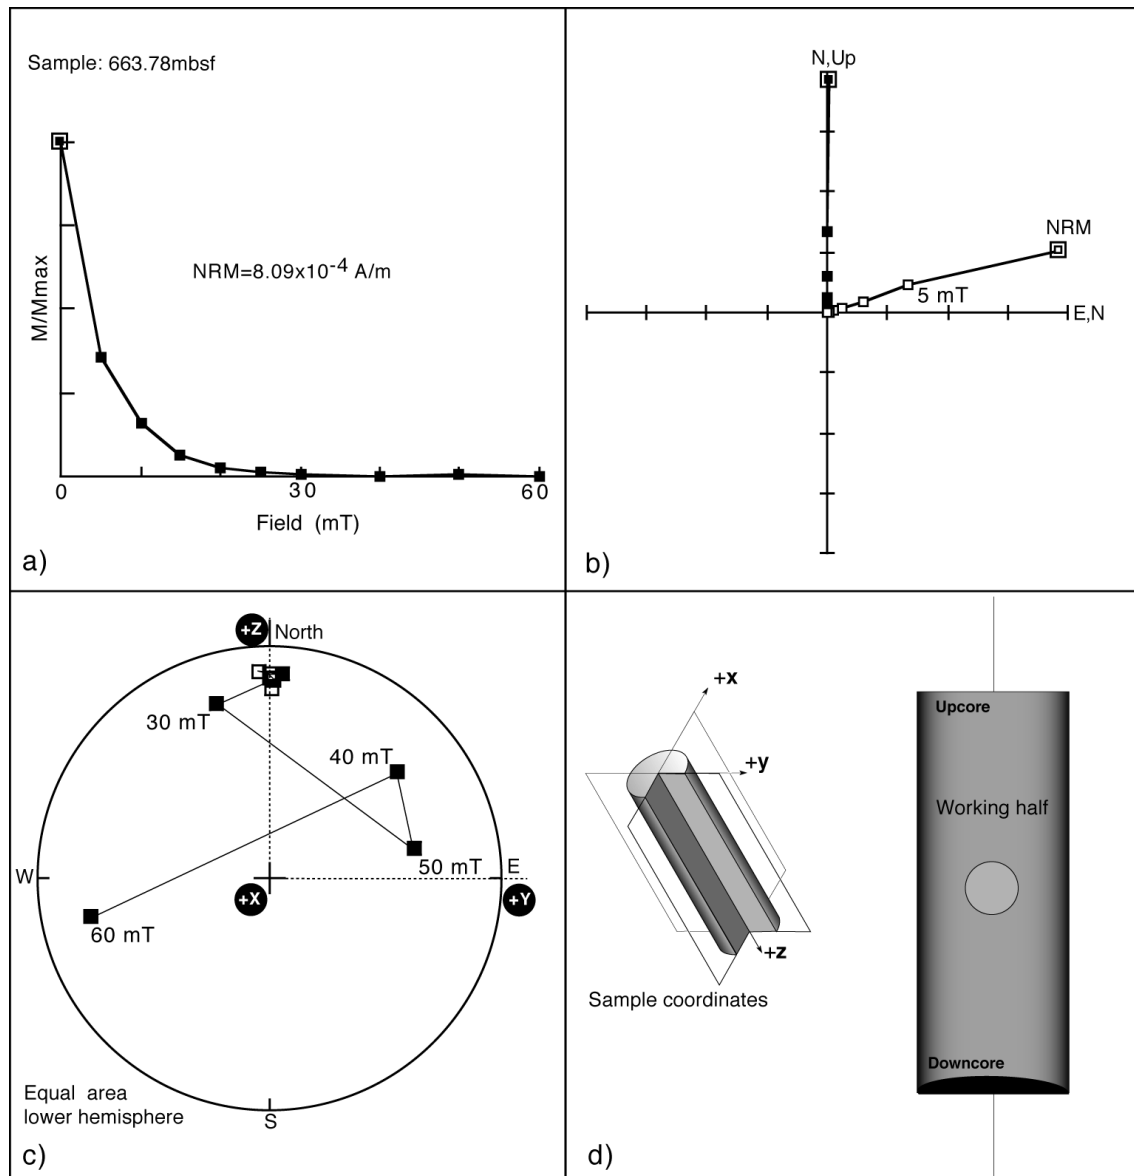 Sample: 663.78mbsf
M/Mmax
NRM=8.09x10⁻⁴ A/m
0
30
60
Field (mT)
a)
N,Up
NRM
5 mT
E,N
b)
+Z
North
30 mT
40 mT
W
+X
50 mT
E
+Y
60 mT
Equal area
lower hemisphere
S
c)
+x
+y
+z
Sample coordinates
Upcore
Working half
Downcore
d)